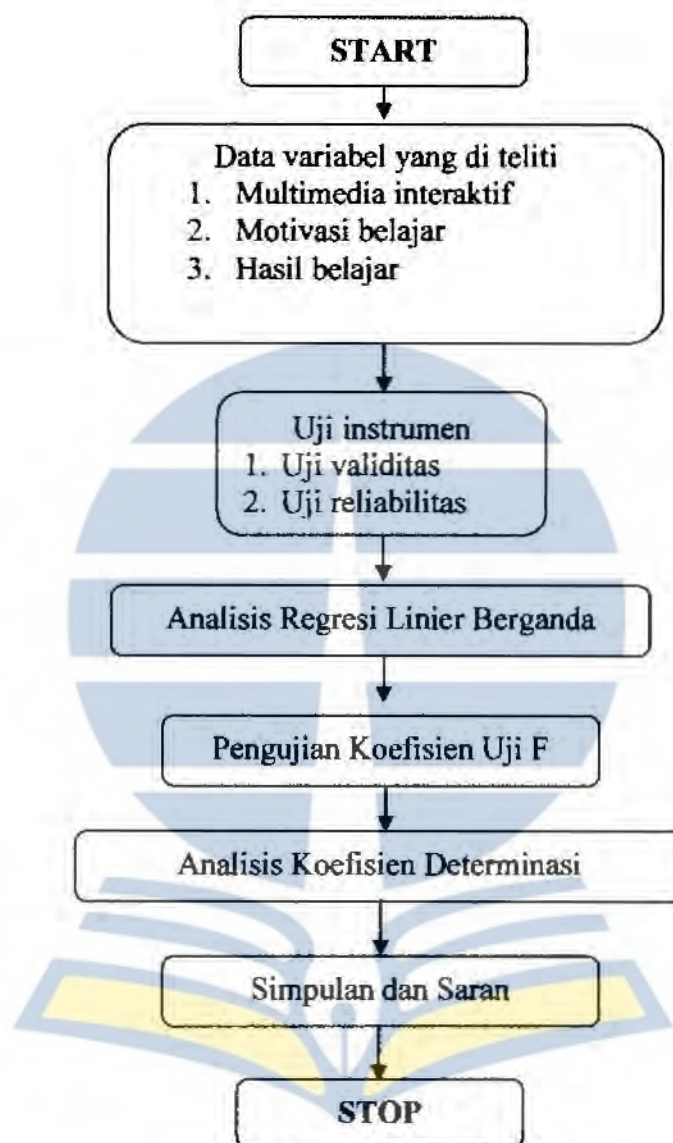 START
Data variabel yang di teliti
1. Multimedia interaktif
2. Motivasi belajar
3. Hasil belajar
Uji instrumen
1. Uji validitas
2. Uji reliabilitas
Analisis Regresi Linier Berganda
Pengujian Koefisien Uji F
Analisis Koefisien Determinasi
Simpulan dan Saran
STOP